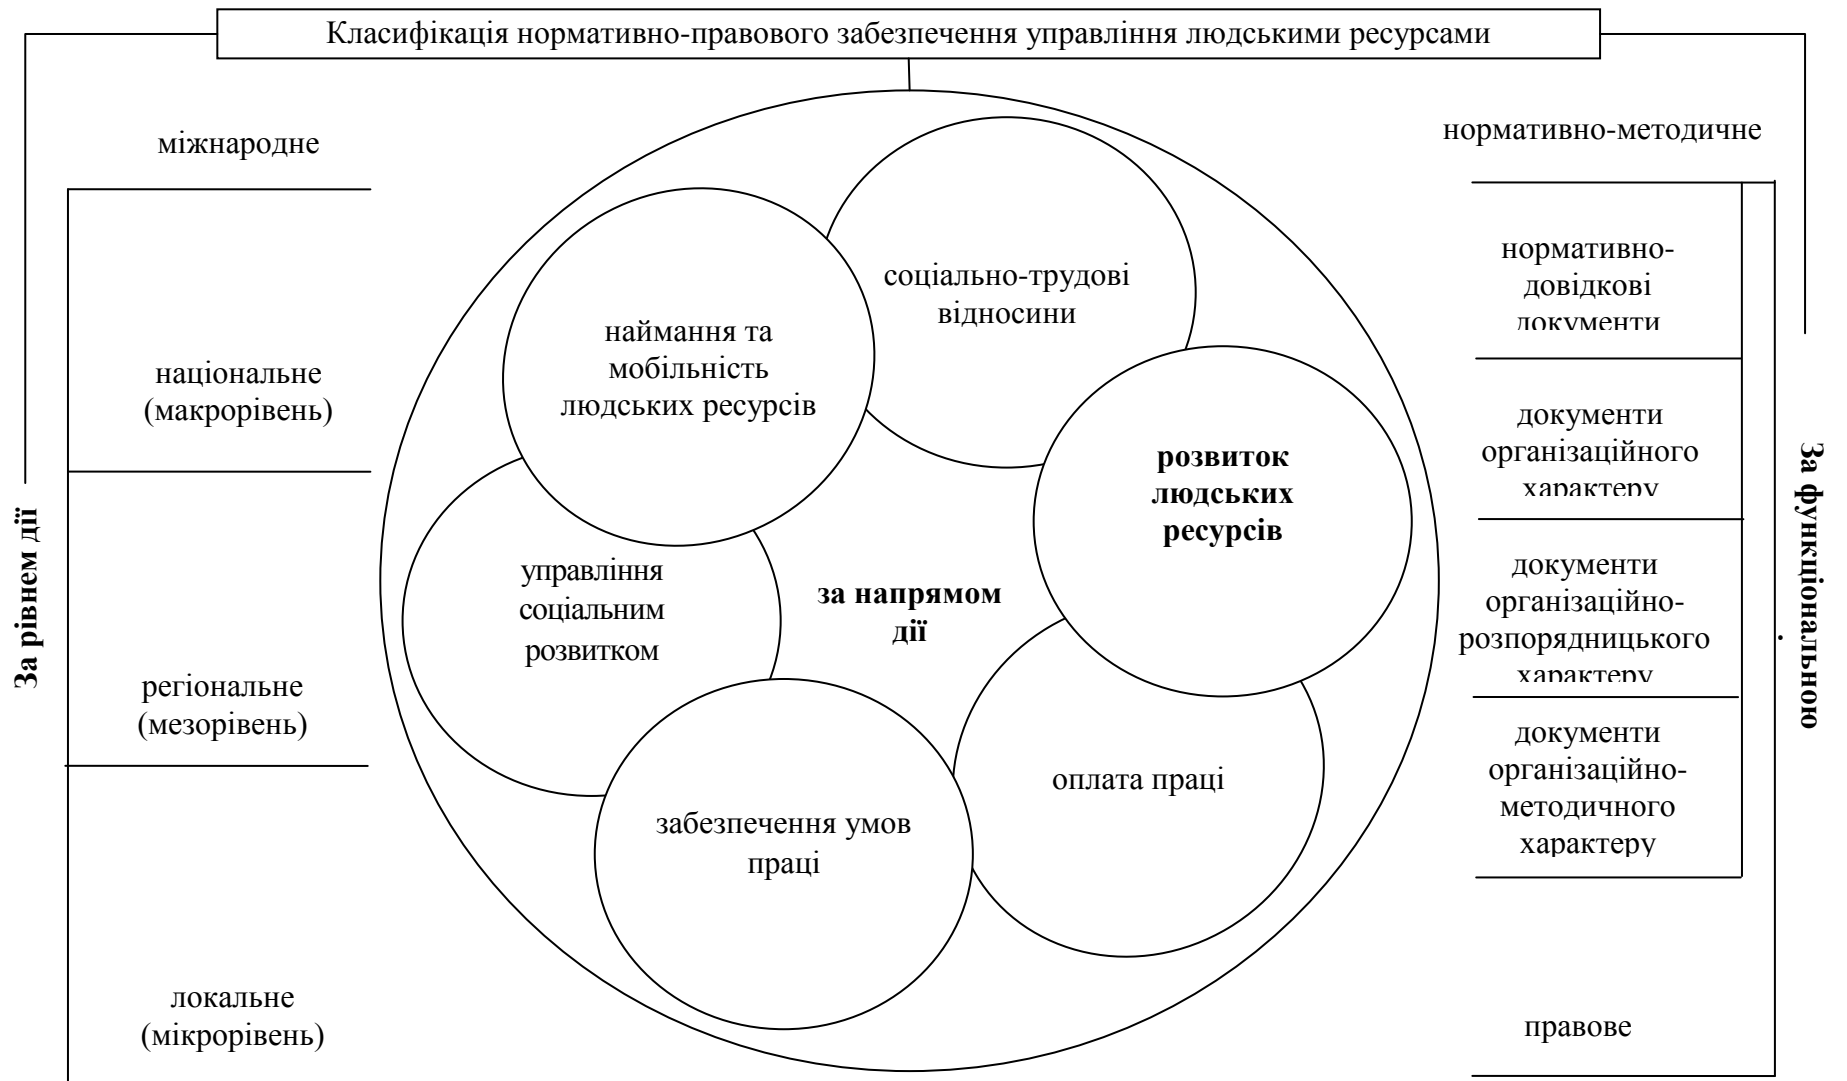 Класифікація нормативно-правового забезпечення управління людськими ресурсами
За рівнем дії
міжнародне
національне
(макрорівень)
регіональне
(мезорівень)
локальне
(мікрорівень)
соціально-трудові
відносини
наймання та
мобільність
людських ресурсів
розвиток
людських
ресурсів
управління
соціальним
розвитком
за напрямом
дії
оплата праці
забезпечення умов
праці
нормативно-методичне
нормативно-
довідкові
документи
документи
організаційного
характеру
документи
організаційно-
розпорядницького
характеру
документи
організаційно-
методичного
характеру
правове
За функціональною